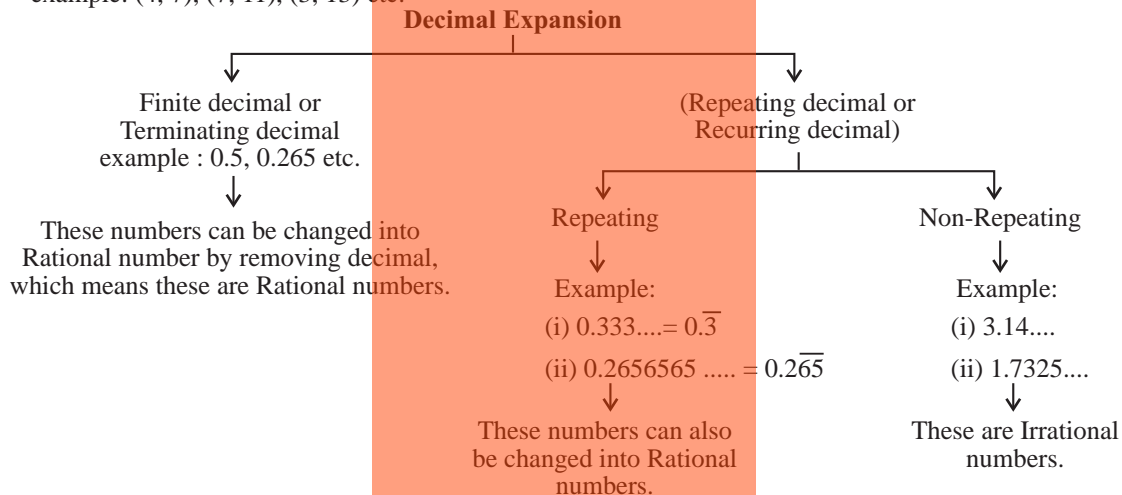 example: (4, 7), (7, 11), (3, 13) etc.
Decimal Expansion
Finite decimal or
Terminating decimal
example : 0.5, 0.265 etc.
These numbers can be changed into
Rational number by removing decimal,
which means these are Rational numbers.
(Repeating decimal or
Recurring decimal)
Repeating
Example:
(i) 0.333....= 0.3̅
(ii) 0.2656565 ..... = 0.26̅5̅
These numbers can also
be changed into Rational
numbers.
Non-Repeating
Example:
(i) 3.14....
(ii) 1.7325....
These are Irrational
numbers.